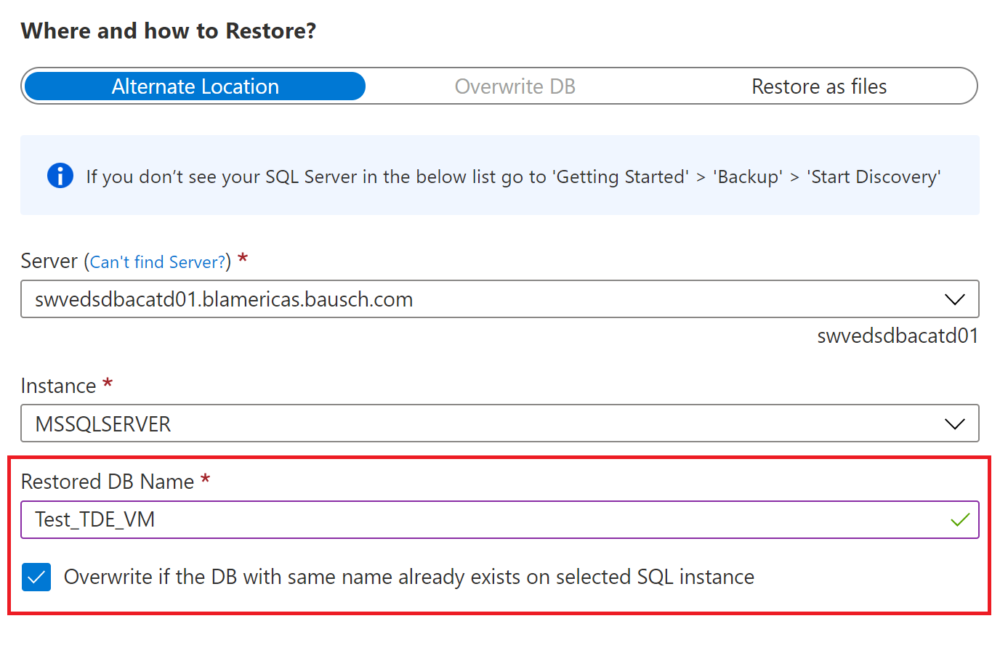 Where and how to Restore?
Alternate Location
Overwrite DB
Restore as files
If you don’t see your SQL Server in the below list go to 'Getting Started' > 'Backup' > 'Start Discovery'
Server (Can't find Server?) *
swvedsdbacatd01.blamericas.bausch.com
swvedsdbacatd01
Instance *
MSSQLSERVER
Restored DB Name *
Test_TDE_VM
Overwrite if the DB with same name already exists on selected SQL instance